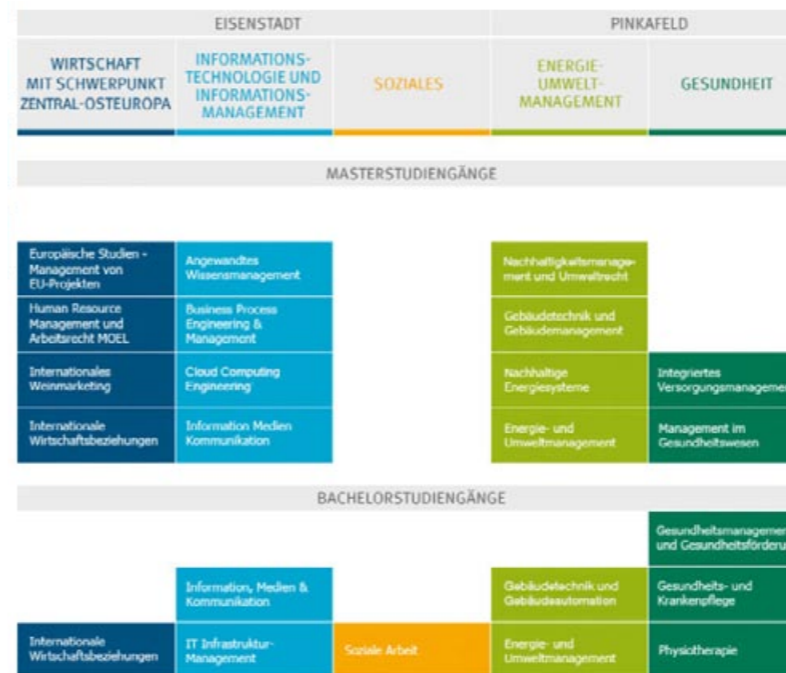 EISENSTADT
PINKAFELD
WIRTSCHAFT
MIT SCHWERPUNKT
ZENTRAL-OSTEUROPA
INFORMATIONS-
TECHNOLOGIE UND
INFORMATIONS-
MANAGEMENT
SOZIALES
ENERGIE-
UMWELT-
MANAGEMENT
GESUNDHEIT
MASTERSTUDIENGÄNGE
Europäische Studien -
Management von
EU-Projekten
Angewandtes
Wissensmanagement
Nachhaltigkeitsmanage-
ment und Umweltrecht
Human Resource
Management und
Arbeitsrecht MOEL
Business Process
Engineering &
Management
Gebäudetechnik und
Gebäudemanagement
Internationales
Weinmarketing
Cloud Computing
Engineering
Nachhaltige
Energiesysteme
Integriertes
Versorgungsmanagemen
Internationale
Wirtschaftsbeziehungen
Information Medien
Kommunikation
Energie- und
Umweltmanagement
Management im
Gesundheitswesen
BACHELORSTUDIENGÄNGE
Gesundheitsmanagemen
und Gesundheitsförderu
Information, Medien &
Kommunikation
Gebäudetechnik und
Gebäudeautomation
Gesundheits- und
Krankenpflege
Internationale
Wirtschaftsbeziehungen
IT Infrastruktur-
Management
Soziale Arbeit
Energie- und
Umweltmanagement
Physiotherapie